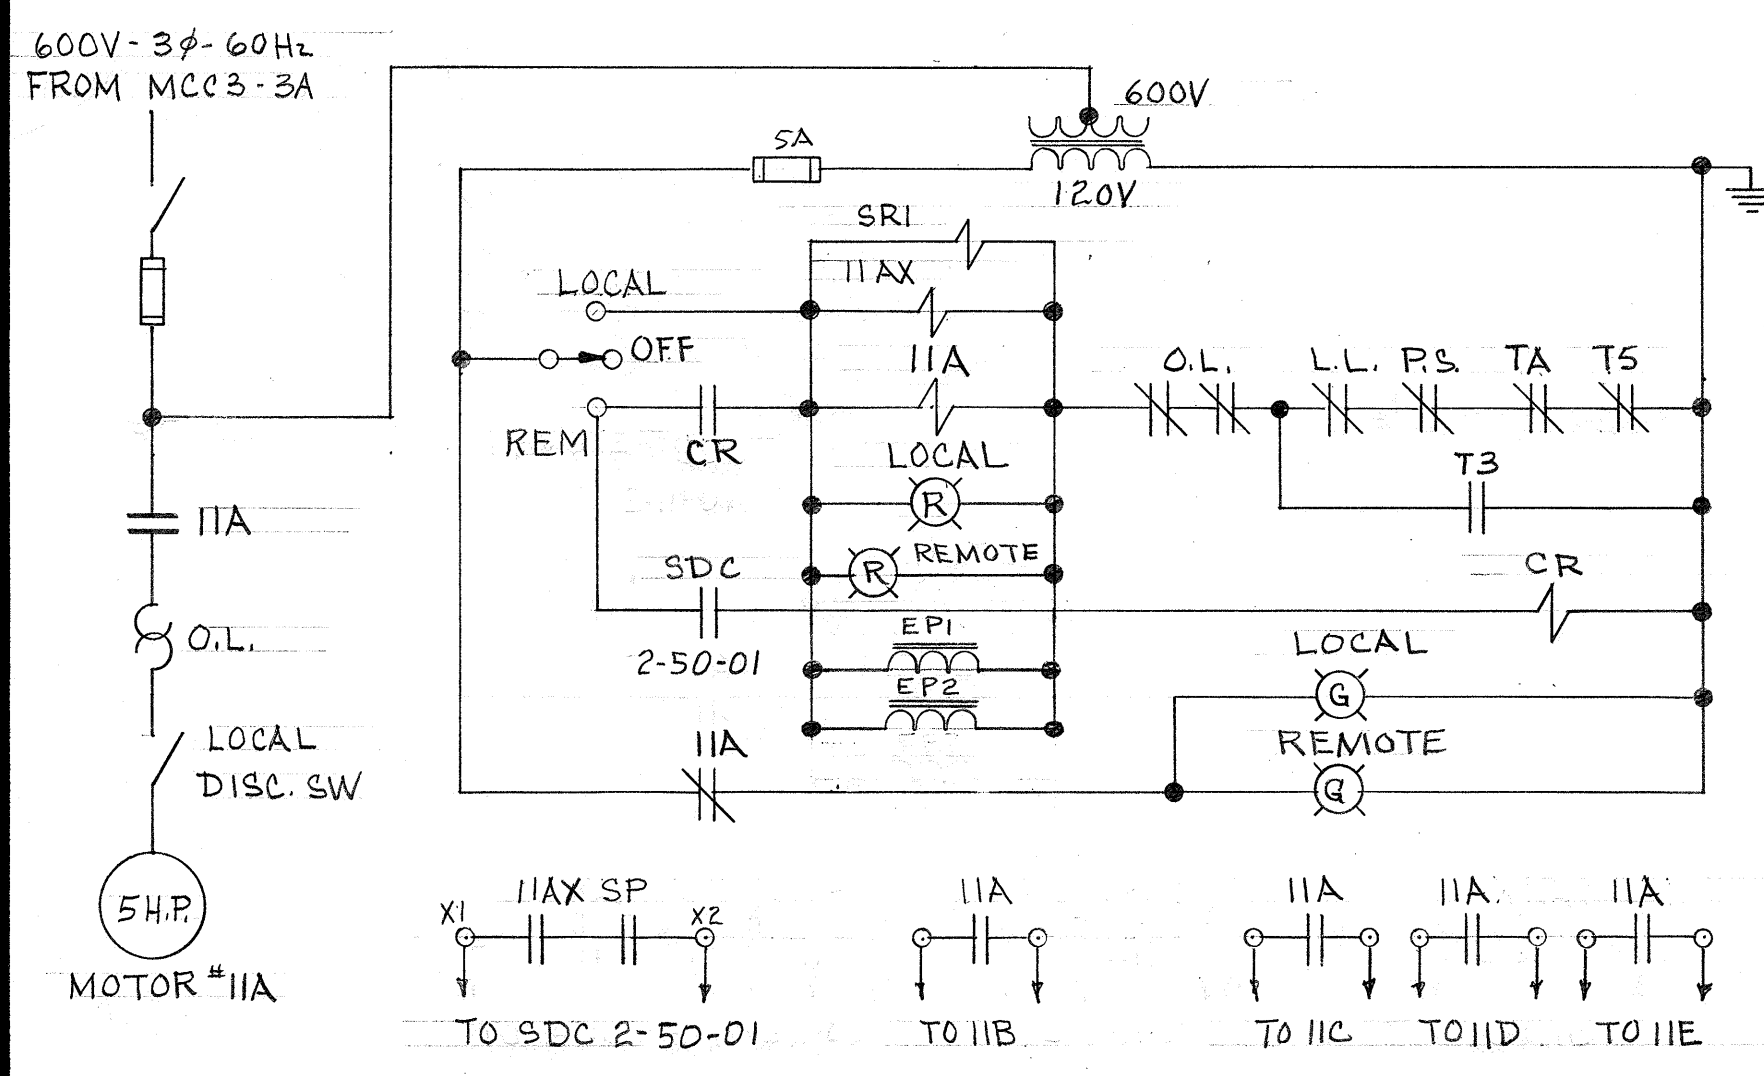 600V-3ϕ-60Hz
FROM MCC3-3A
600V
5A
120V
SR1
11AX
LOCAL
OFF
11A
O.L.
L.L.
P.S.
TA
T5
REM
CR
LOCAL
R
T3
11A
REMOTE
R
SDC
CR
O.L.
EP1
2-50-01
LOCAL
EP2
G
11A
REMOTE
LOCAL
DISC. SW
G
5 H.P.
MOTOR #11A
X1
11AX SP
X2
11A
11A
11A.
11A
TO SDC 2-50-01
TO 11B
TO 11C
TO 11D
TO 11E